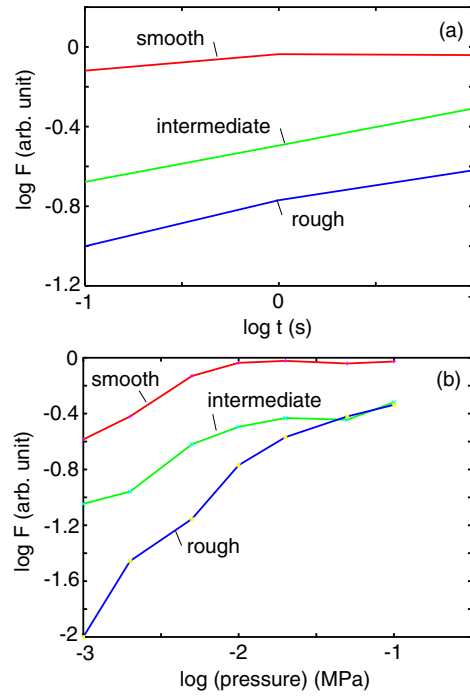 (a)
smooth
intermediate
rough
log F (arb. unit)
0
-0.4
-0.8
-1.2
-1
0
1
log t (s)
(b)
smooth
intermediate
rough
log F (arb. unit)
0
-0.4
-0.8
-1.2
-1.6
-2
-3
-2
-1
log (pressure) (MPa)